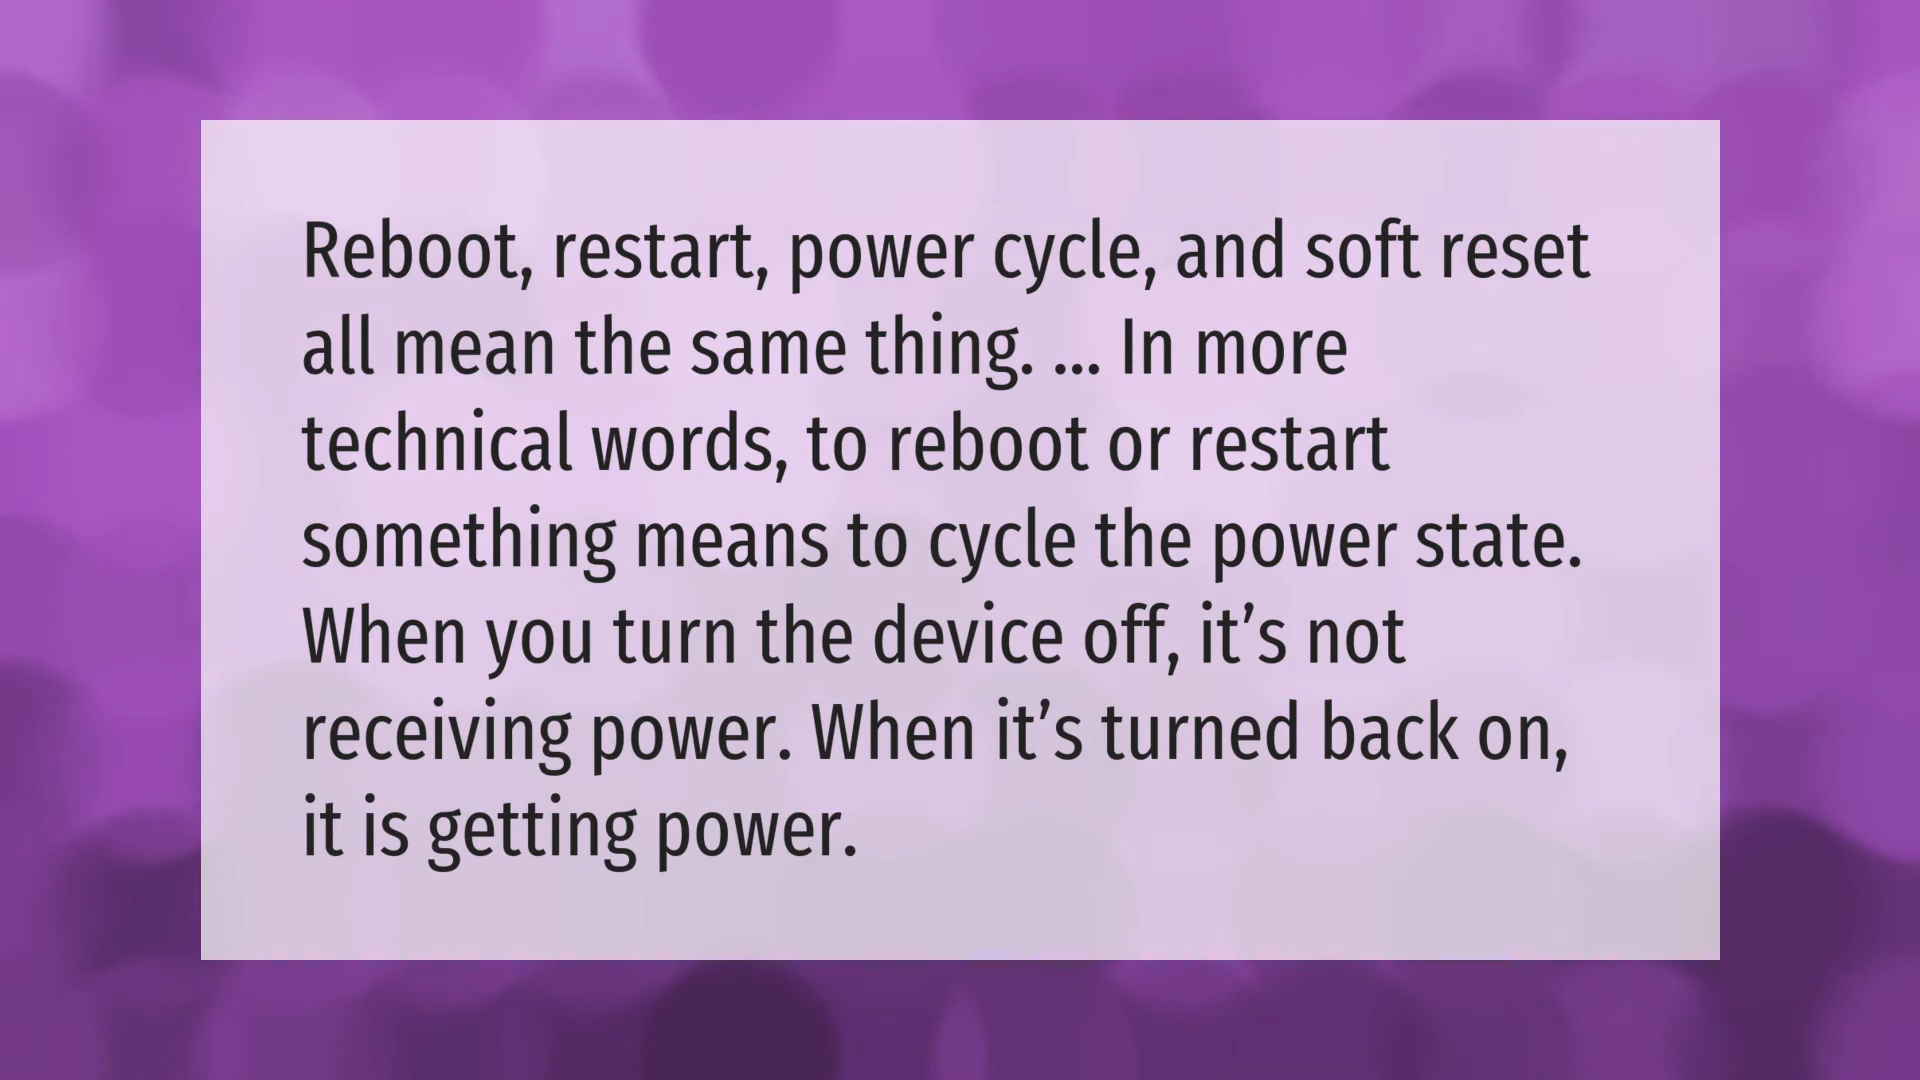 Reboot, restart, power cycle, and soft reset
all mean the same thing. ... In more
technical words, to reboot or restart
something means to cycle the power state.
When you turn the device off, it’s not
receiving power. When it’s turned back on,
it is getting power.